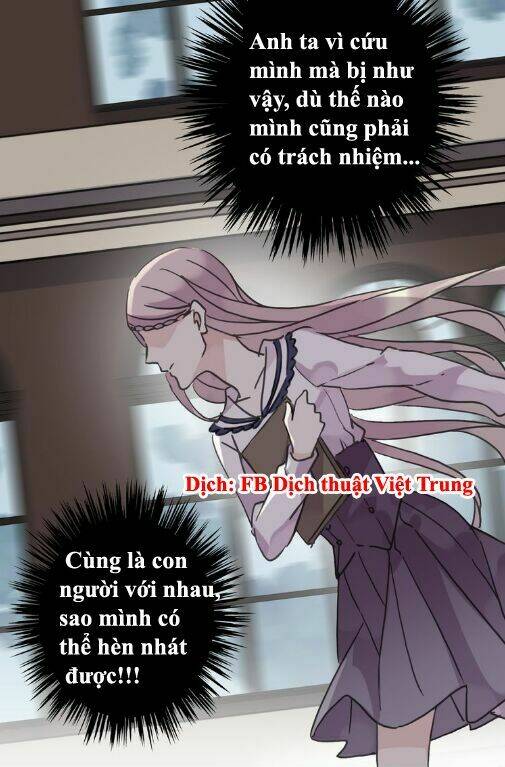 Anh ta vì cứu
mình mà bị như
vậy, dù thế nào
mình cũng phải
có trách nhiệm...
Dịch: FB Dịch thuật Việt Trung
Cùng là con
người với nhau,
sao mình có
thể hèn nhát
được!!!